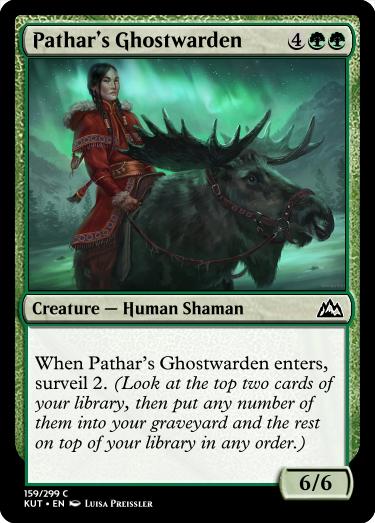 Pathar's Ghostwarden 4
Creature — Human Shaman
When Pathar's Ghostwarden enters,
surveil 2. (Look at the top two cards of
your library, then put any number of
them into your graveyard and the rest
on top of your library in any order.)
6/6
159/299 C
KUT • EN Luisa Preissler